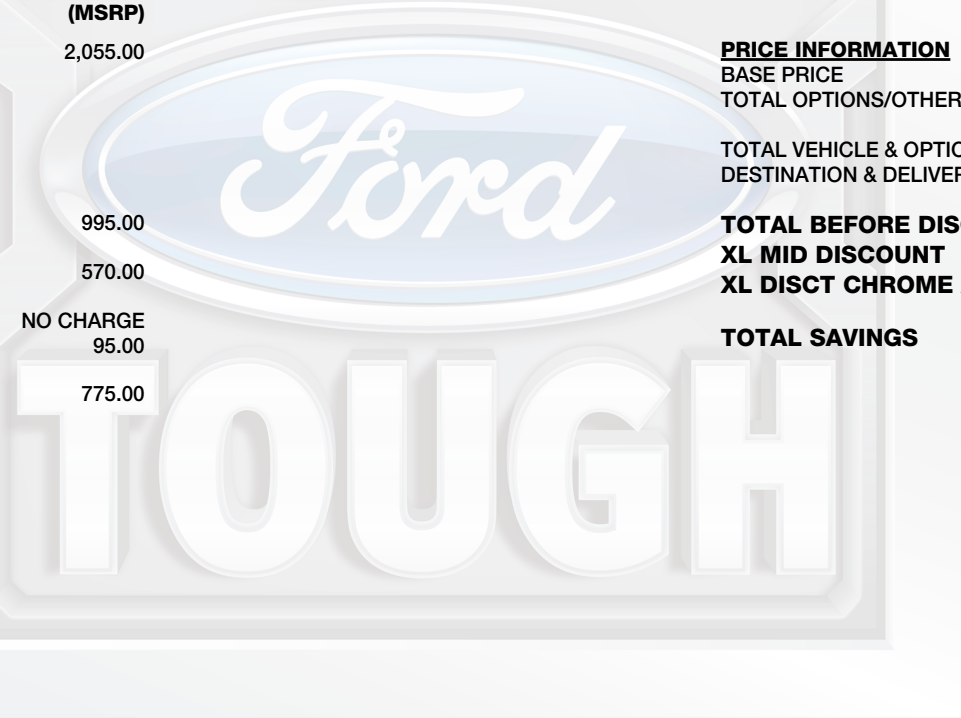 (MSRP)
2,055.00
995.00
570.00
NO CHARGE
95.00
775.00
PRICE INFORMATION
BASE PRICE
TOTAL OPTIONS/OTHER
TOTAL VEHICLE & OPTIO
DESTINATION & DELIVER
TOTAL BEFORE DIS
XL MID DISCOUNT
XL DISCT CHROME
TOTAL SAVINGS
Ford
TOUGH